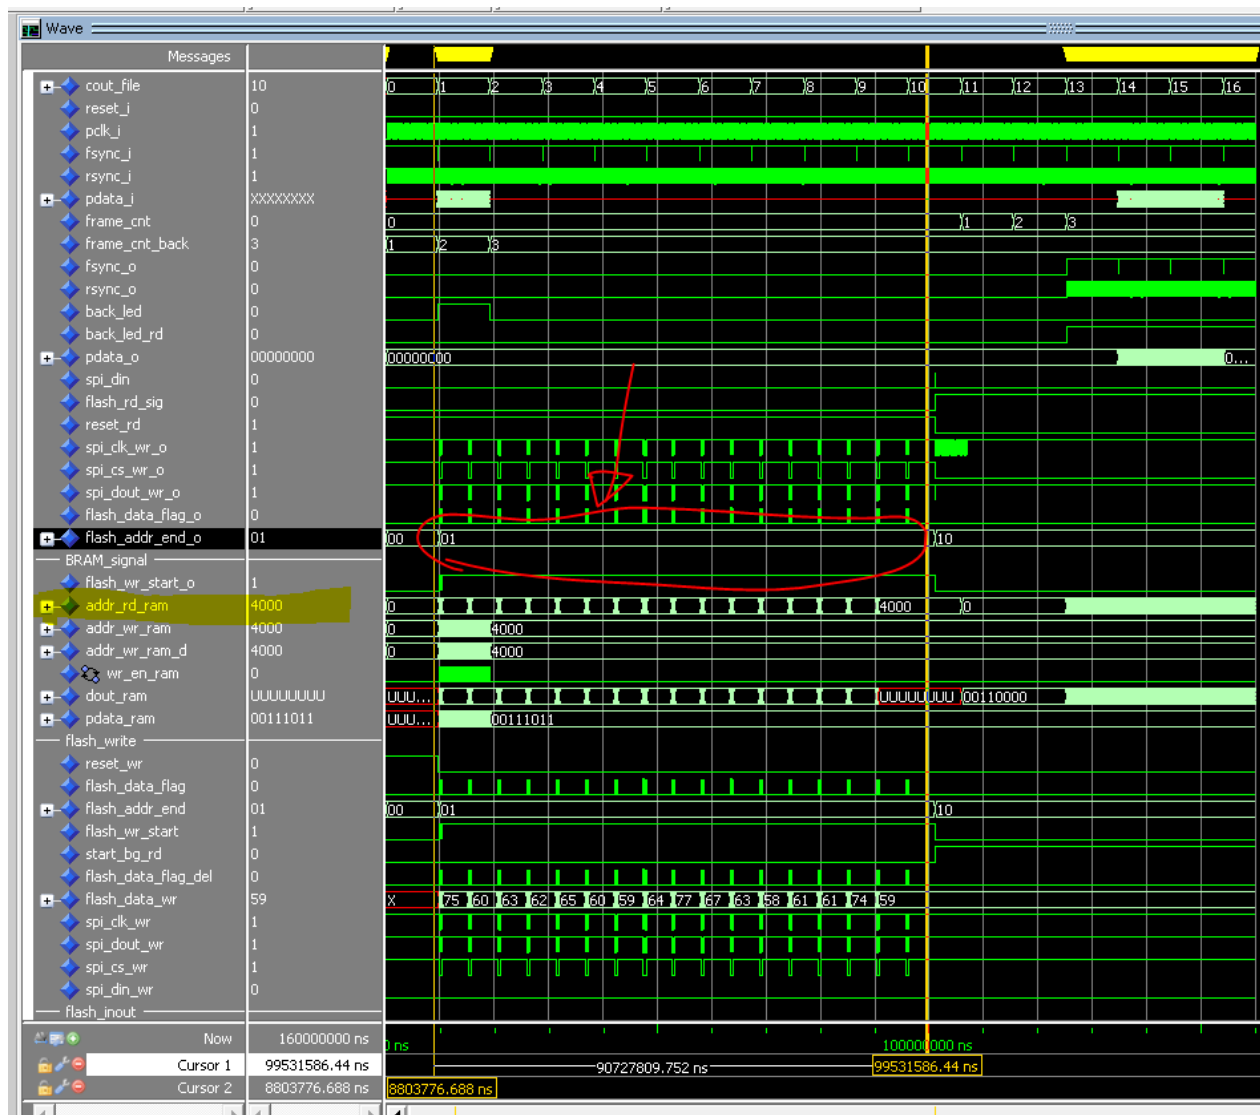 Wave
Messages
cout_file 10 0 1 2 3 4 5 6 7 8 9 10 11 12 13 14 15 16
reset_i 0
pclk_i 1
fsync_i 1
rsync_i 1
pdata_i XXXXXXXX
frame_cnt 0 0 1 2 3
frame_cnt_back 3 1 2 3
fsync_o 0
rsync_o 0
back_led 0
back_led_rd 0
pdata_o 00000000 00000000 0...
spi_din 0
flash_rd_sig 0
reset_rd 1
spi_clk_wr_o 1
spi_cs_wr_o 1
spi_dout_wr_o 1
flash_data_flag_o 0
flash_addr_end_o 01 00 01 10
BRAM_signal
flash_wr_start_o 1
addr_rd_ram 4000 0 4000 0
addr_wr_ram 4000 0 4000
addr_wr_ram_d 4000 0 4000
wr_en_ram 0
dout_ram UUUUUUUU UUU... UUUUUUUU 00110000
pdata_ram 00111011 UUU... 00111011
flash_write
reset_wr 0
flash_data_flag 0
flash_addr_end 01 00 01 10
flash_wr_start 1
start_bg_rd 0
flash_data_flag_del 0
flash_data_wr 59 X 75 60 63 62 65 60 59 64 77 67 63 58 61 61 74 59
spi_clk_wr 1
spi_dout_wr 1
spi_cs_wr 1
spi_din_wr 0
flash_inout
Now 160000000 ns 0 ns 100000000 ns
Cursor 1 99531586.44 ns 90727809.752 ns 99531586.44 ns
Cursor 2 8803776.688 ns 8803776.688 ns